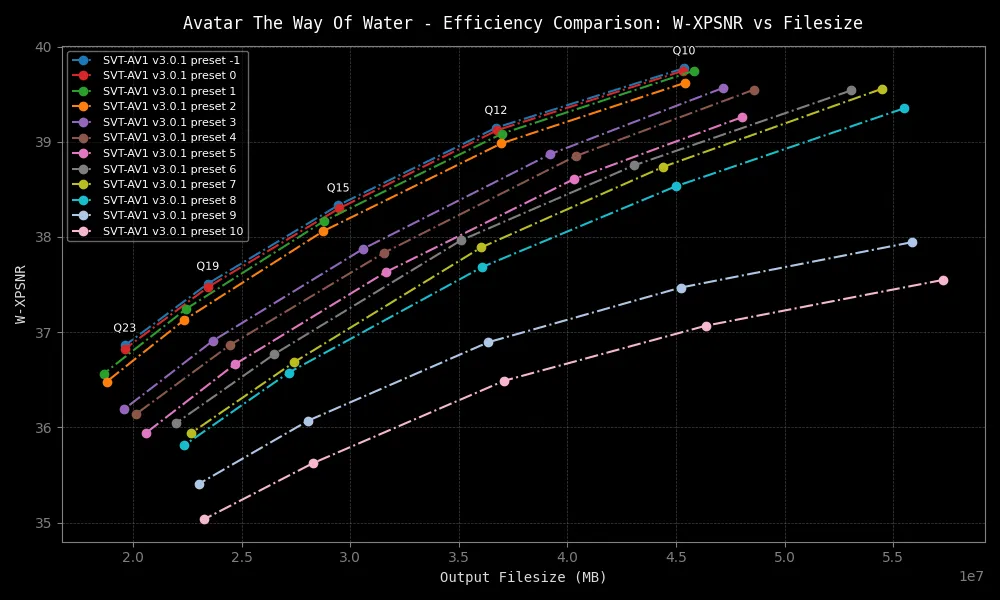 Avatar The Way Of Water - Efficiency Comparison: W-XPSNR vs Filesize
W-XPSNR
40
39
38
37
36
35
SVT-AV1 v3.0.1 preset -1
SVT-AV1 v3.0.1 preset 0
SVT-AV1 v3.0.1 preset 1
SVT-AV1 v3.0.1 preset 2
SVT-AV1 v3.0.1 preset 3
SVT-AV1 v3.0.1 preset 4
SVT-AV1 v3.0.1 preset 5
SVT-AV1 v3.0.1 preset 6
SVT-AV1 v3.0.1 preset 7
SVT-AV1 v3.0.1 preset 8
SVT-AV1 v3.0.1 preset 9
SVT-AV1 v3.0.1 preset 10
Q10
Q12
Q15
Q19
Q23
2.0 2.5 3.0 3.5 4.0 4.5 5.0 5.5
1e7
Output Filesize (MB)